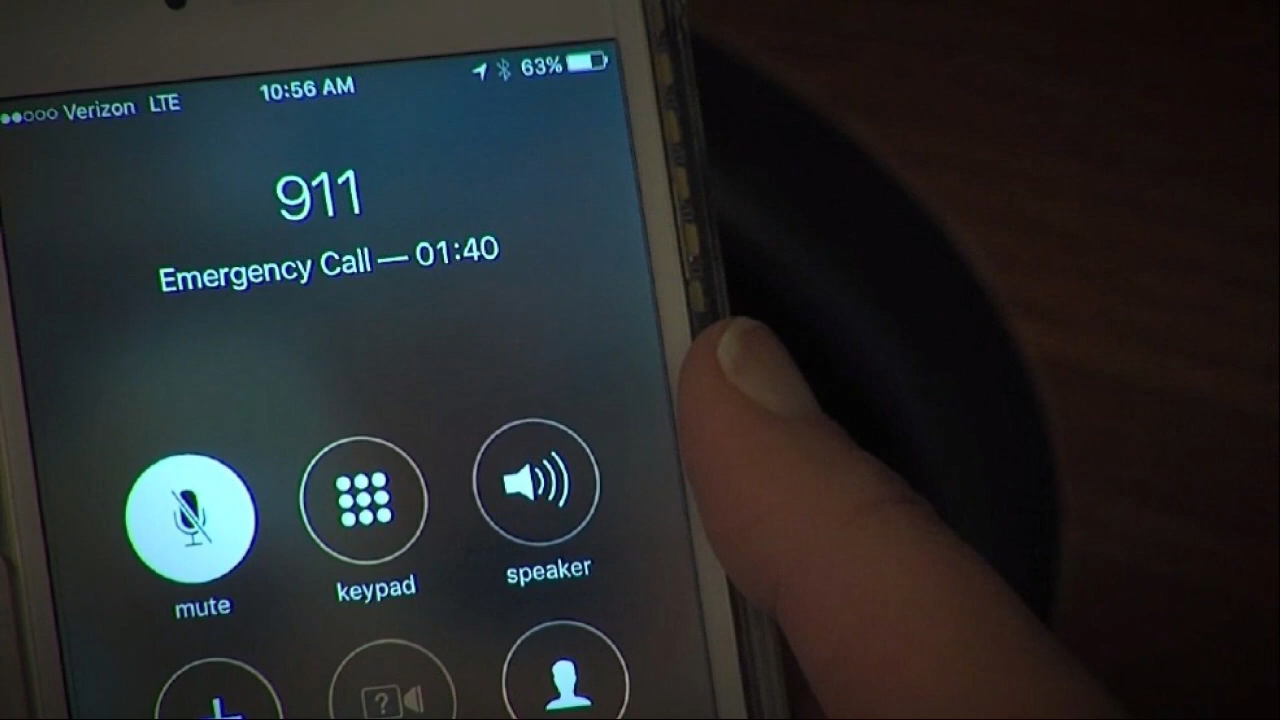 Verizon LTE 10:56 AM 63%
911
Emergency Call — 01:40
mute keypad speaker
?